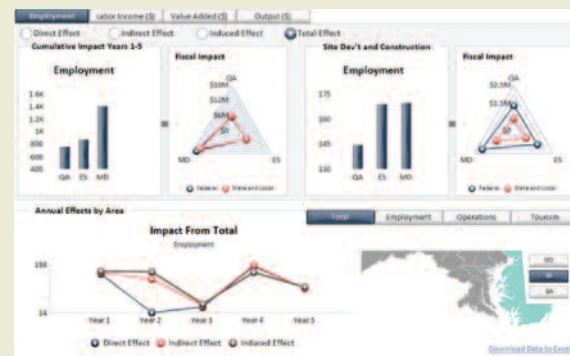 Employment Labor Income ($) Value Added ($) Output ($)
Direct Effect Indirect Effect Induced Effect Total Effect
Cumulative Impact Years 1-5
Employment
1.6K
1.4K
1.2K
1K
800
600
400
QA ES MD
Fiscal Impact
QA
$18M
$12M
$6M
$0
MD ES
Federal State and Local
Site Dev't and Construction
Employment
175
160
145
130
QA ES MD
Fiscal Impact
QA
$2.5M
$1.5M
$0
MD ES
Federal State and Local
Annual Effects by Area
Total Employment Operations Tourism
Impact From Total
Employment
198
14
Year 1 Year 2 Year 3 Year 4 Year 5
Direct Effect Indirect Effect Induced Effect
MD
ES
QA
Download Data to Excel